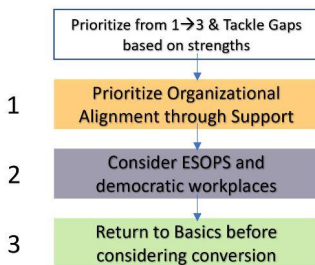 Prioritize from 1→3 & Tackle Gaps
based on strengths
1
Prioritize Organizational
Alignment through Support
2
Consider ESOPS and
democratic workplaces
3
Return to Basics before
considering conversion